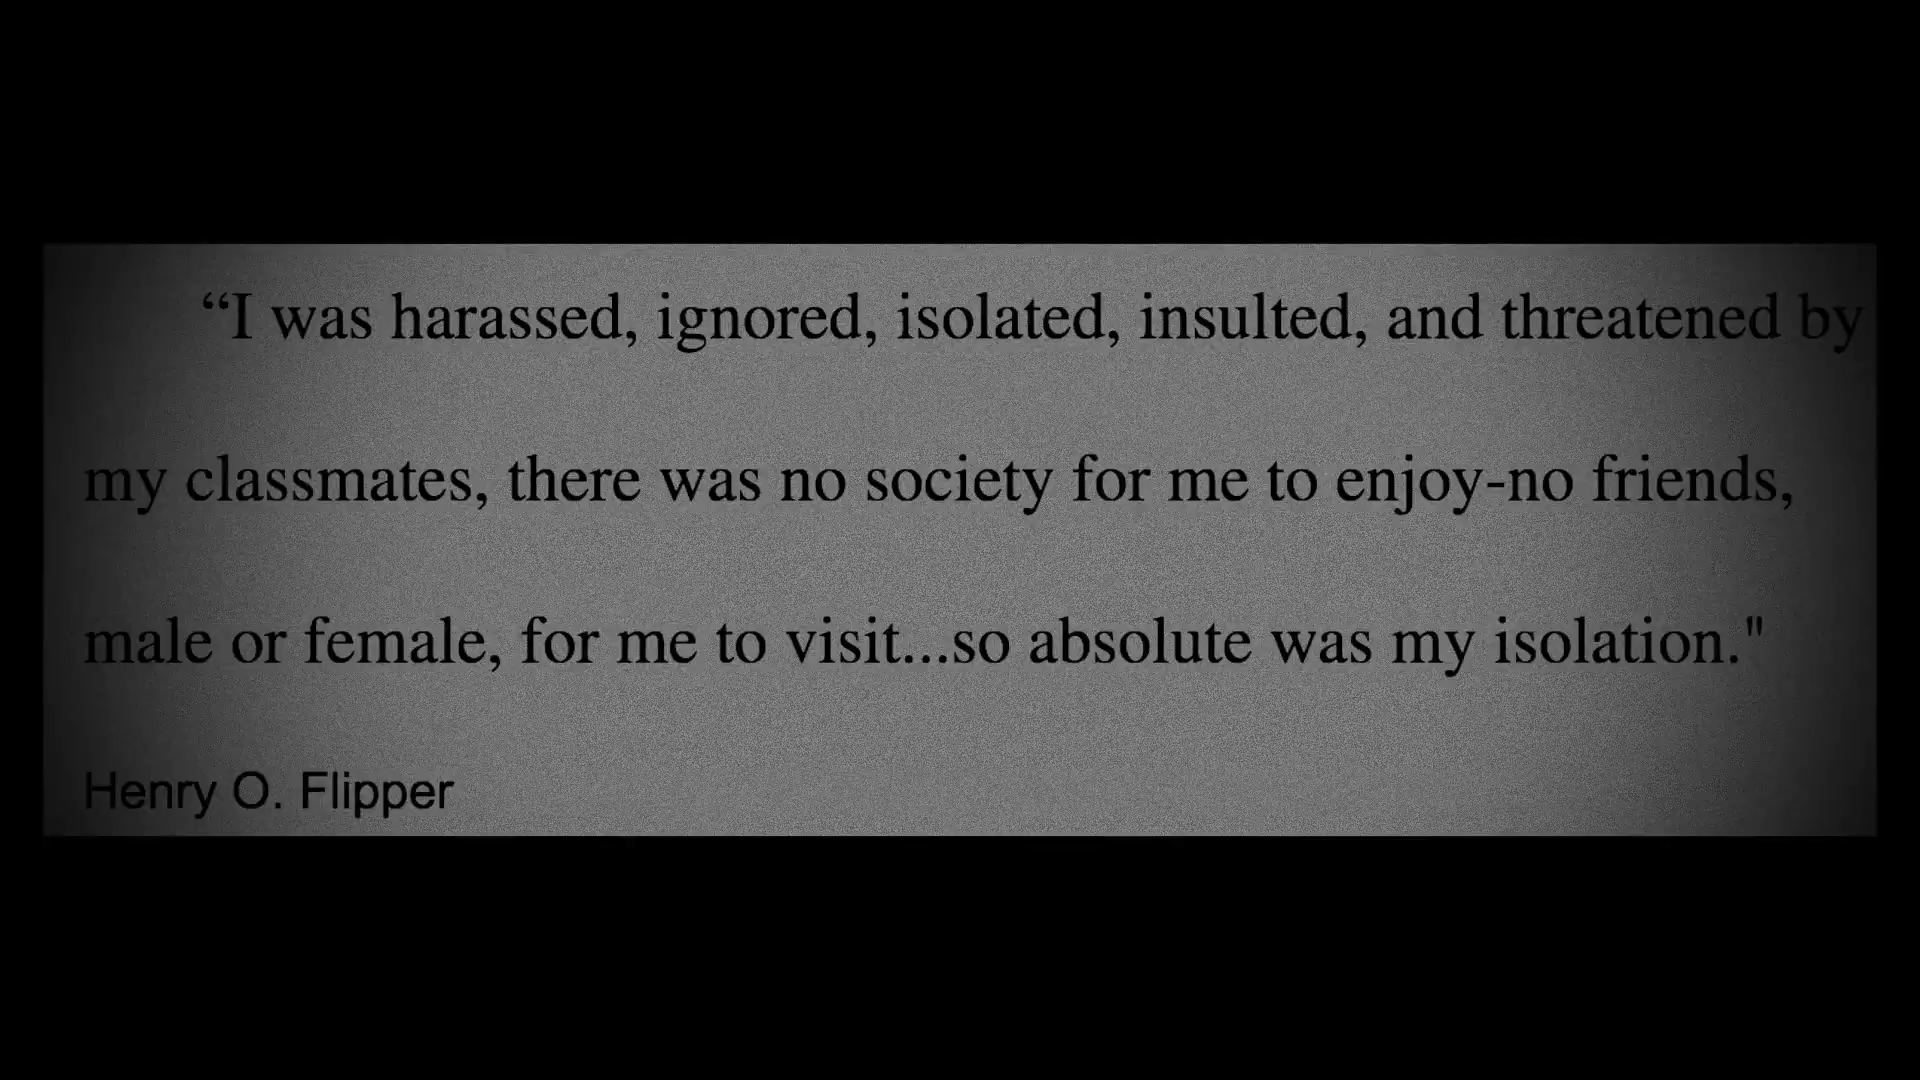 “I was harassed, ignored, isolated, insulted, and threatened by
my classmates, there was no society for me to enjoy-no friends,
male or female, for me to visit...so absolute was my isolation."
Henry O. Flipper